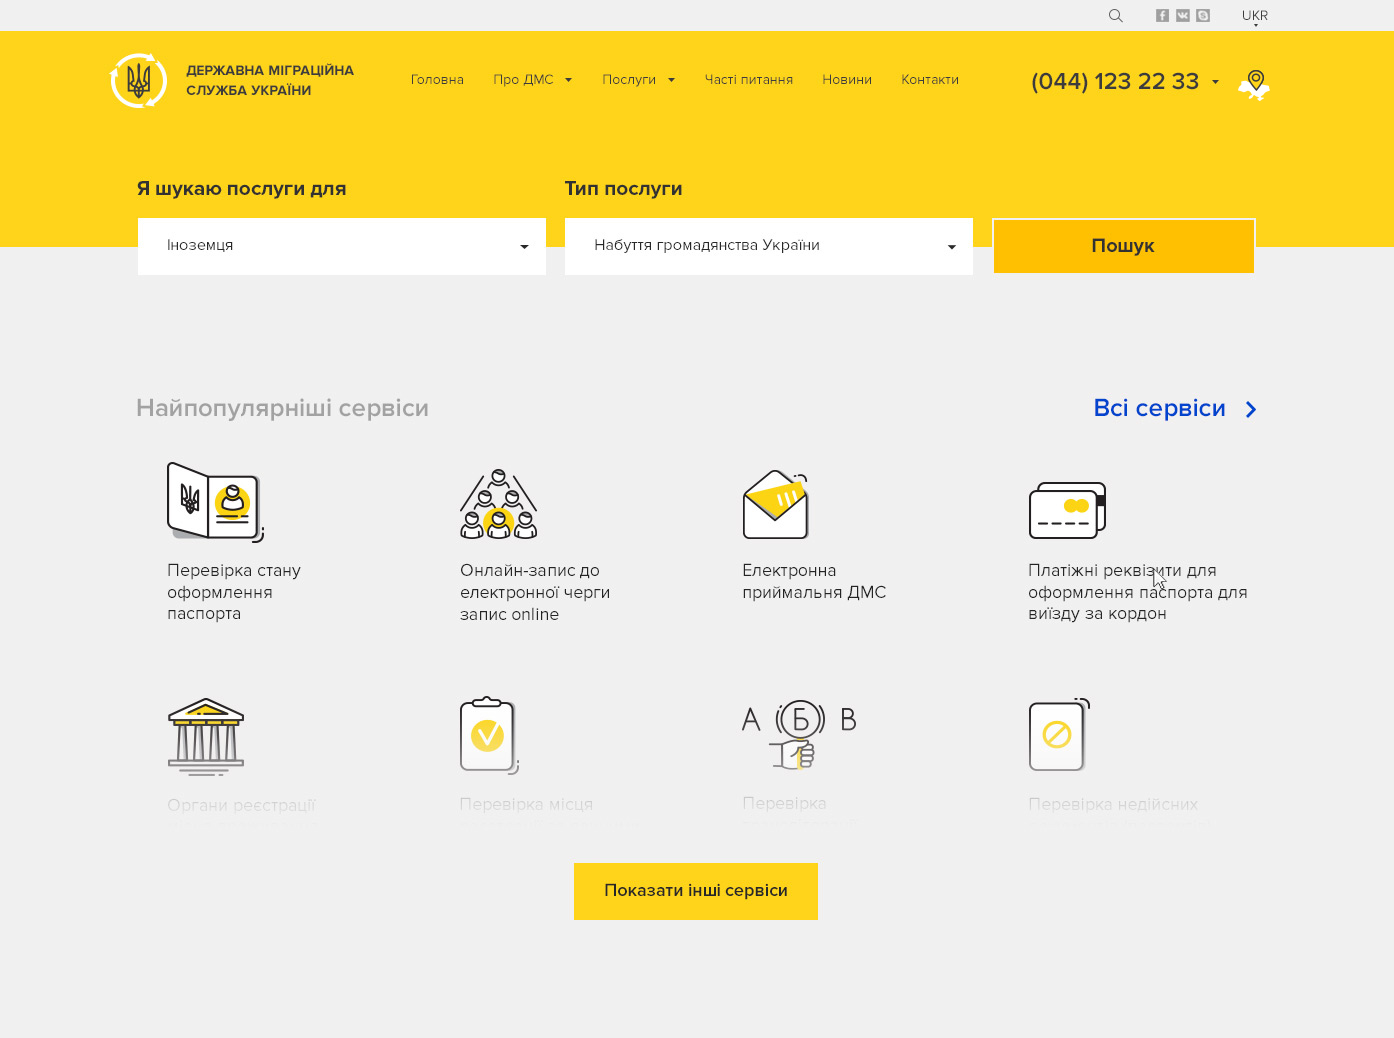 UKR
ДЕРЖАВНА МІГРАЦІЙНА
СЛУЖБА УКРАЇНИ
Головна
Про ДМС
Послуги
Часті питання
Новини
Контакти
(044) 123 22 33
Я шукаю послуги для
Тип послуги
Іноземця
Набуття громадянства України
Пошук
Найпопулярніші сервіси
Всі сервіси
Перевірка стану
оформлення
паспорта
Онлайн-запис до
електронної черги
запис online
Електронна
приймальня ДМС
Платіжні реквізити для
оформлення паспорта для
виїзду за кордон
А Б В
Органи реєстрації
Перевірка місця
Перевірка
Перевірка недійсних
Показати інші сервіси